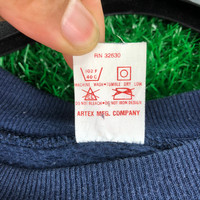 RN 32630
100 F
40 C
MACHINE WASH • TUMBLE DRY LOW
DO NOT BLEACH • DO NOT IRON DESIGN
ARTEX MFG. COMPANY